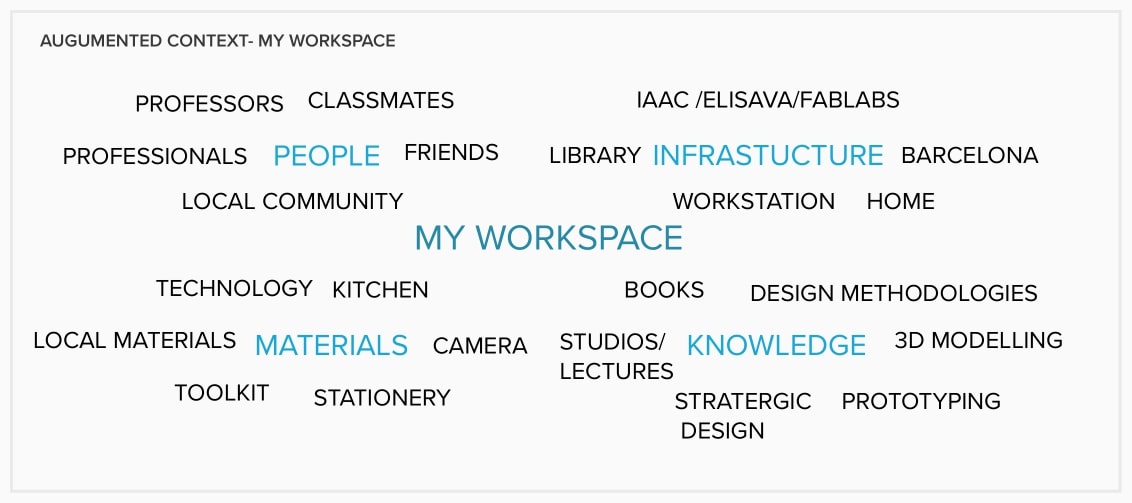 AUGUMENTED CONTEXT- MY WORKSPACE
PROFESSORS CLASSMATES
PROFESSIONALS PEOPLE FRIENDS
LOCAL COMMUNITY
IAAC /ELISAVA/FABLABS
LIBRARY INFRASTUCTURE BARCELONA
WORKSTATION HOME
MY WORKSPACE
TECHNOLOGY KITCHEN
LOCAL MATERIALS MATERIALS CAMERA
TOOLKIT STATIONERY
BOOKS DESIGN METHODOLOGIES
STUDIOS/ KNOWLEDGE 3D MODELLING
LECTURES
STRATERGIC PROTOTYPING
DESIGN